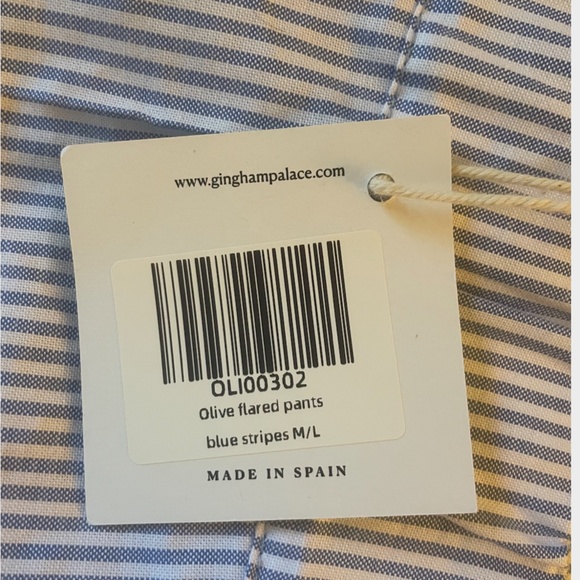 www.ginghampalace.com
OLI00302
Olive flared pants
blue stripes M/L
MADE IN SPAIN